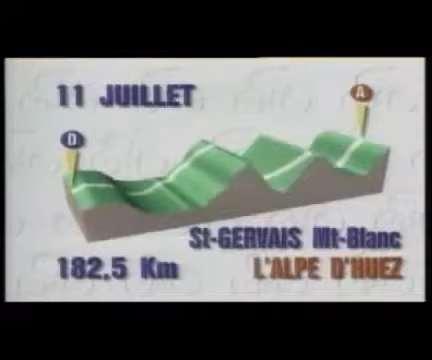 11 JUILLET
A
D
St-GERVAIS Mt-Blanc
182.5 Km
L'ALPE D'HUEZ